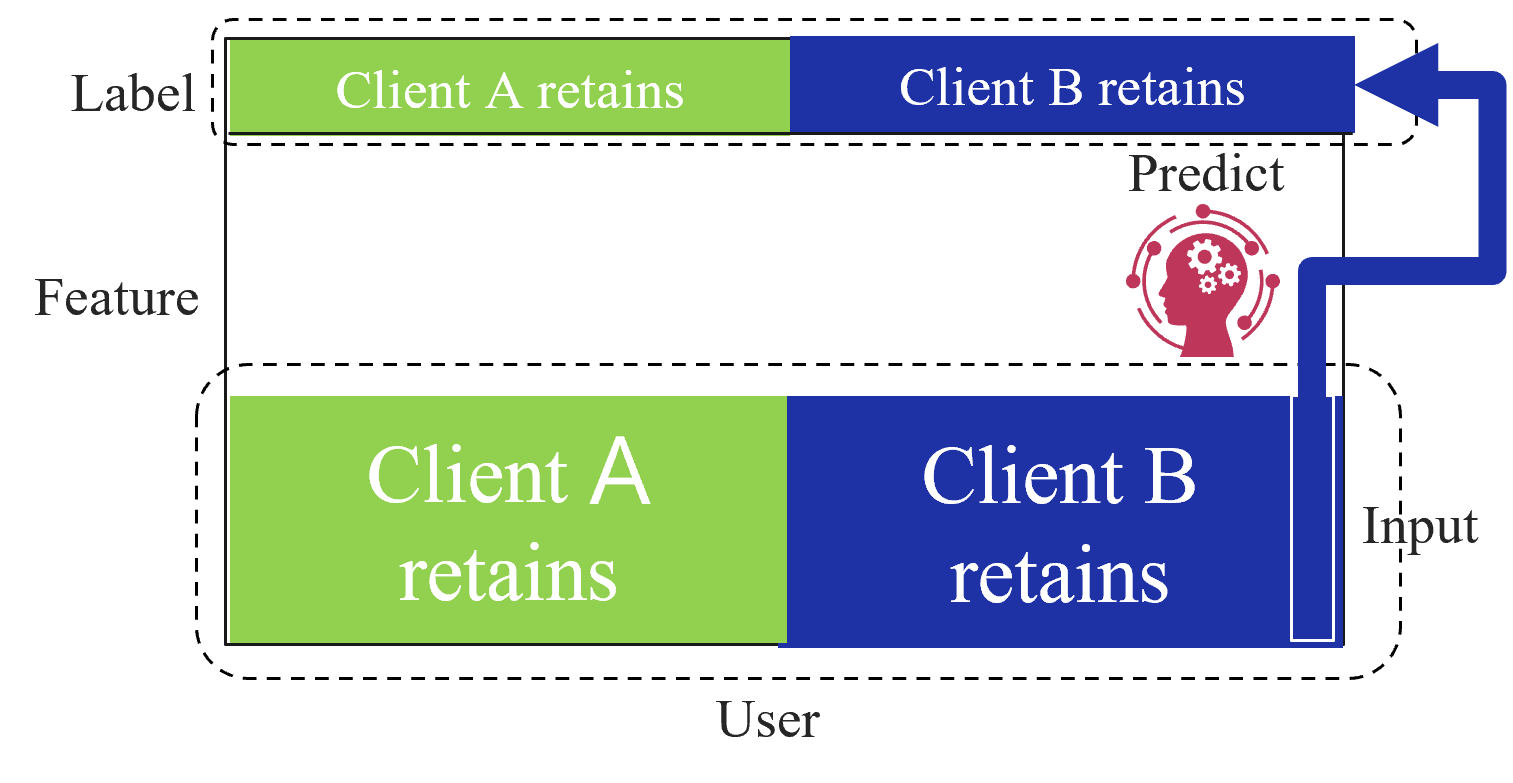 Label
Client A retains
Client B retains
Predict
Feature
Client A
retains
Client B
retains
Input
User